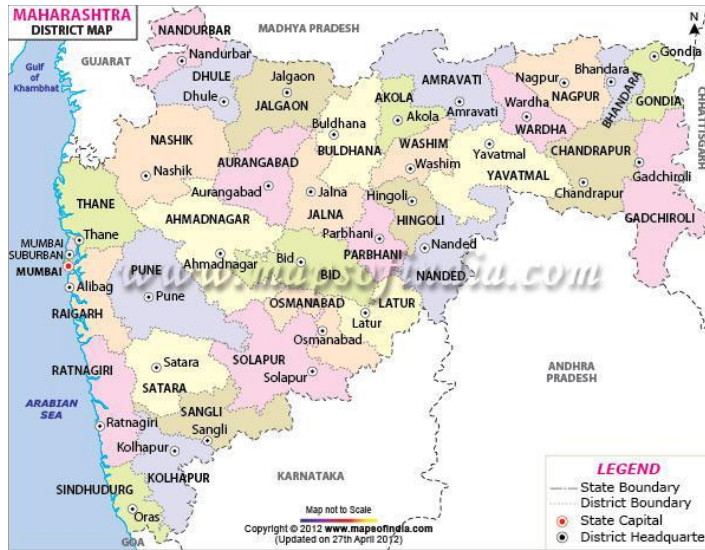 MAHARASHTRA
DISTRICT MAP
MADHYA PRADESH
N
GUJARAT
Gulf
of
Khambhat
NANDURBAR
Nandurbar
DHULE
Dhule
Jalgaon
JALGAON
AMRAVATI
Amravati
AKOLA
Akola
Buldhana
BULDHANA
Nagpur
NAGPUR
Bhandara
BHANDARA
Gondia
GONDIA
CHHATTISGARH
Wardha
WARDHA
NASHIK
Nashik
AURANGABAD
Aurangabad
WASHIM
Washim
Yavatmal
YAVATMAL
CHANDRAPUR
Chandrapur
Gadchiroli
GADCHIROLI
Jalna
JALNA
Hingoli
HINGOLI
Parbhani
PARBHANI
Nanded
NANDED
THANE
Thane
MUMBAI
SUBURBAN
MUMBAI
AHMADNAGAR
Ahmadnagar
Bid
BID
PUNE
Pune
www.mapsofindia.com
Alibag
RAIGARH
OSMANABAD
Osmanabad
LATUR
Latur
RATNAGIRI
Ratnagiri
Satara
SATARA
SOLAPUR
Solapur
ANDHRA
PRADESH
ARABIAN
SEA
SANGLI
Sangli
Kolhapur
KOLHAPUR
SINDHUDURG
Oras
GOA
KARNATAKA
Map not to Scale
Copyright © 2012 www.mapsofindia.com
(Updated on 27th April 2012)
LEGEND
State Boundary
District Boundary
State Capital
District Headquarte